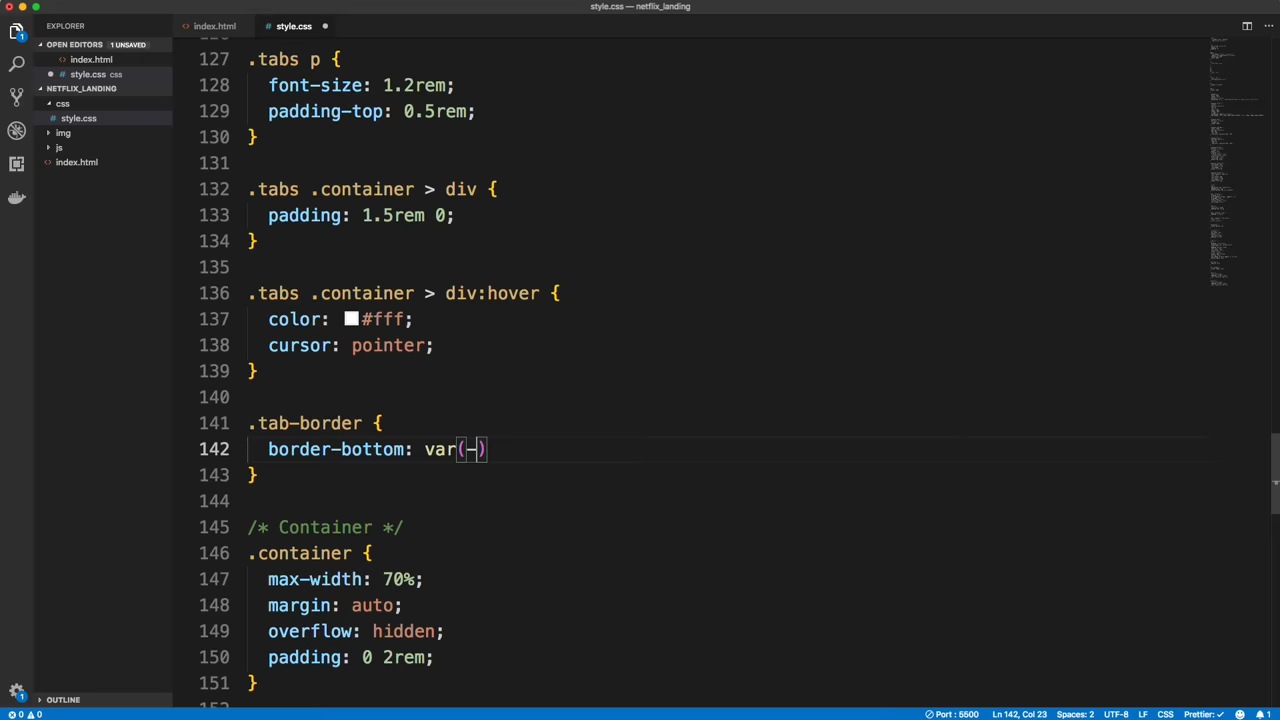 style.css — netflix_landing
EXPLORER
index.html
style.css
OPEN EDITORS 1 UNSAVED
index.html
style.css css
NETFLIX_LANDING
css
style.css
img
js
index.html
OUTLINE
127 .tabs p {
128 font-size: 1.2rem;
129 padding-top: 0.5rem;
130 }
131
132 .tabs .container > div {
133 padding: 1.5rem 0;
134 }
135
136 .tabs .container > div:hover {
137 color: #fff;
138 cursor: pointer;
139 }
140
141 .tab-border {
142 border-bottom: var(-)
143 }
144
145 /* Container */
146 .container {
147 max-width: 70%;
148 margin: auto;
149 overflow: hidden;
150 padding: 0 2rem;
151 }
0 0
Port : 5500 Ln 142, Col 23 Spaces: 2 UTF-8 LF CSS Prettier: ✓ 1